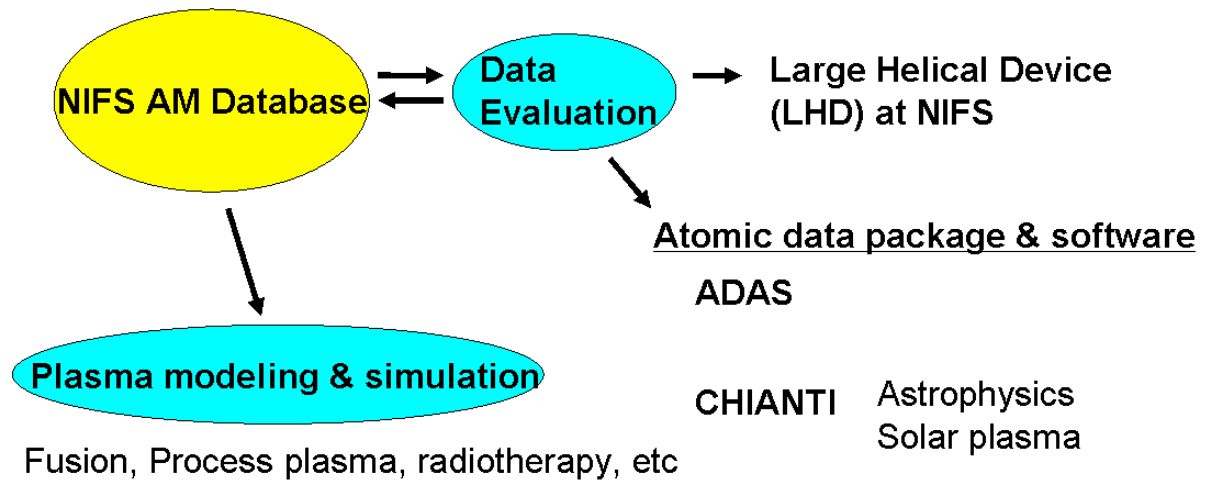 NIFS AM Database
Data
Evaluation
Large Helical Device
(LHD) at NIFS
Atomic data package & software
ADAS
Plasma modeling & simulation
CHIANTI
Astrophysics
Solar plasma
Fusion, Process plasma, radiotherapy, etc